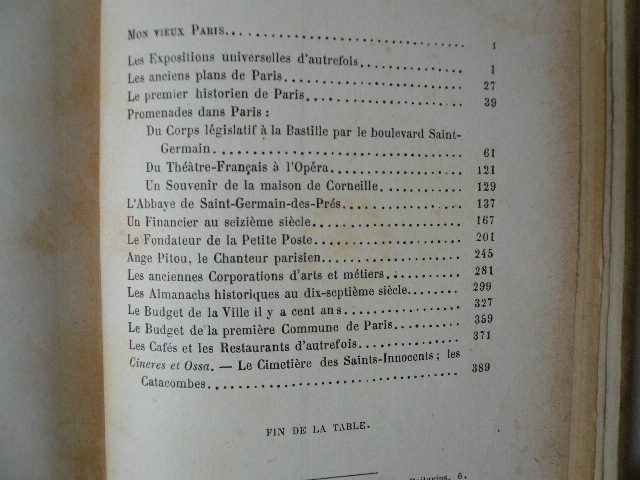 MON VIEUX PARIS........................ I
Les Expositions universelles d'autrefois................ 1
Les anciens plans de Paris........................ 27
Le premier historien de Paris........................ 39
Promenades dans Paris :
Du Corps législatif à la Bastille par le boulevard Saint-
Germain........................ 61
Du Théâtre-Français à l'Opéra.................. 121
Un Souvenir de la maison de Corneille............ 129
L'Abbaye de Saint-Germain-des-Prés................ 137
Un Financier au seizième siècle.................... 167
Le Fondateur de la Petite Poste.................... 201
Ange Pitou, le Chanteur parisien.................. 245
Les anciennes Corporations d'arts et métiers.......... 281
Les Almanachs historiques au dix-septième siècle........ 299
Le Budget de la Ville il y a cent ans.................. 327
Le Budget de la première Commune de Paris............ 359
Les Cafés et les Restaurants d'autrefois.............. 371
Cineres et Ossa. — Le Cimetière des Saints-Innocents ; les
Catacombes........................ 389
FIN DE LA TABLE.
6.